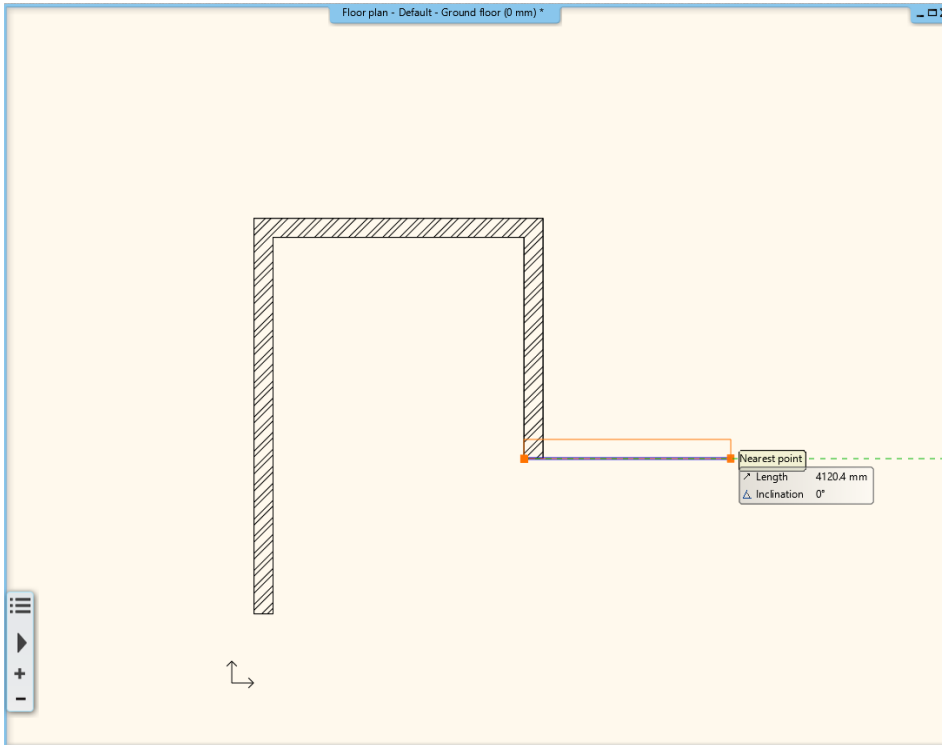 Floor plan - Default - Ground floor (0 mm) *
Nearest point
Length 4120.4 mm
Inclination 0°